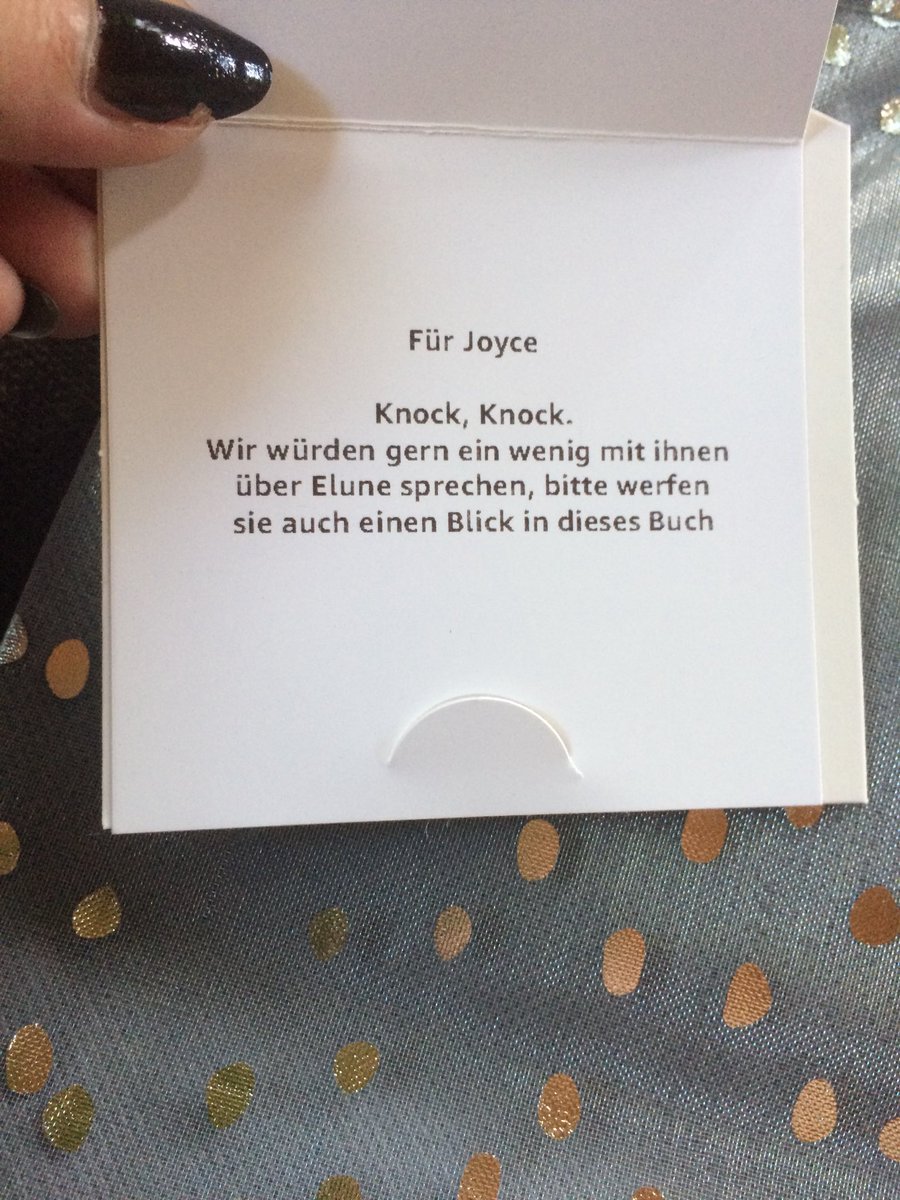 Für Joyce
Knock, Knock.
Wir würden gern ein wenig mit ihnen
über Elune sprechen, bitte werfen
sie auch einen Blick in dieses Buch